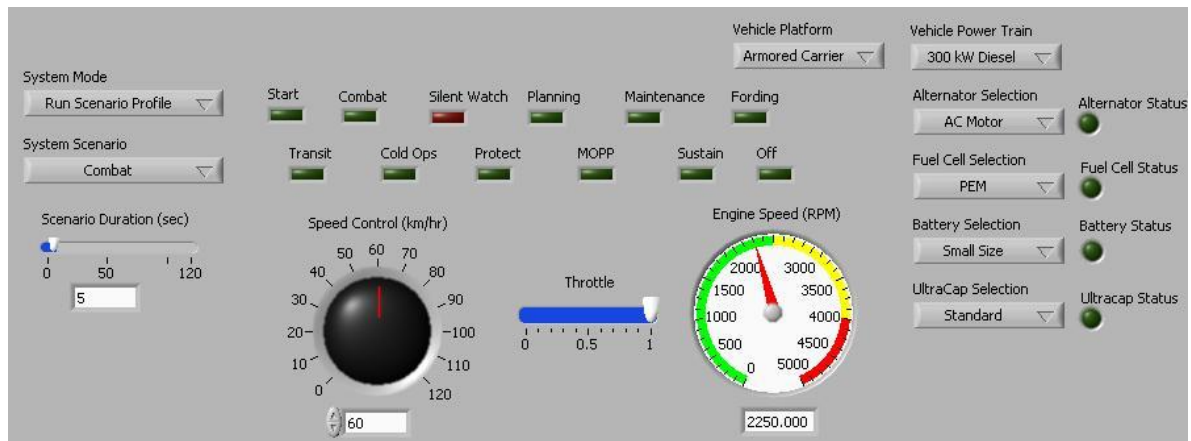 Vehicle Platform
Armored Carrier
Vehicle Power Train
300 kW Diesel
System Mode
Run Scenario Profile
System Scenario
Combat
Start Combat Silent Watch Planning Maintenance Fording
Transit Cold Ops Protect MOPP Sustain Off
Alternator Selection
AC Motor
Alternator Status
Fuel Cell Selection
PEM
Fuel Cell Status
Battery Selection
Small Size
Battery Status
UltraCap Selection
Standard
Ultracap Status
Scenario Duration (sec)
0 50 120
5
Speed Control (km/hr)
0 10 20 30 40 50 60 70 80 90 100 110 120
60
Throttle
0 0.5 1
Engine Speed (RPM)
0 500 1000 1500 2000 3000 3500 4000 4500 5000
2250.000